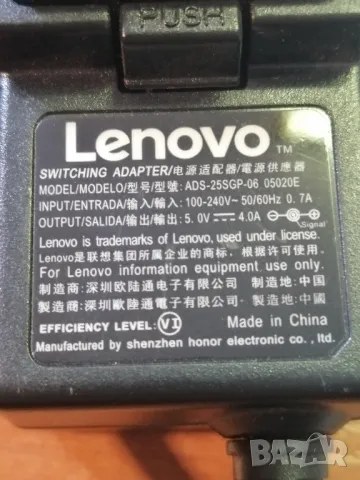 PUSH
Lenovo™
SWITCHING ADAPTER/电源适配器/電源供應器
MODEL/MODELO/型号/型號: ADS-25SGP-06 05020E
INPUT/ENTRADA/输入/輸入: 100-240V~ 50/60Hz 0.7A
OUTPUT/SALIDA/输出/輸出: 5.0V⎓4.0A
Lenovo is trademarks of Lenovo, used under license.
Lenovo是联想集团所属企业的商标, 根据许可使用.
For Lenovo information equipment use only.
制造商: 深圳欧陆通电子有限公司 制造地: 中国
製造商: 深圳歐陸通電子有限公司 製造地: 中國
EFFICIENCY LEVEL: VI Made in China
Manufactured by shenzhen honor electronic co., ltd.
BAZAR
bg